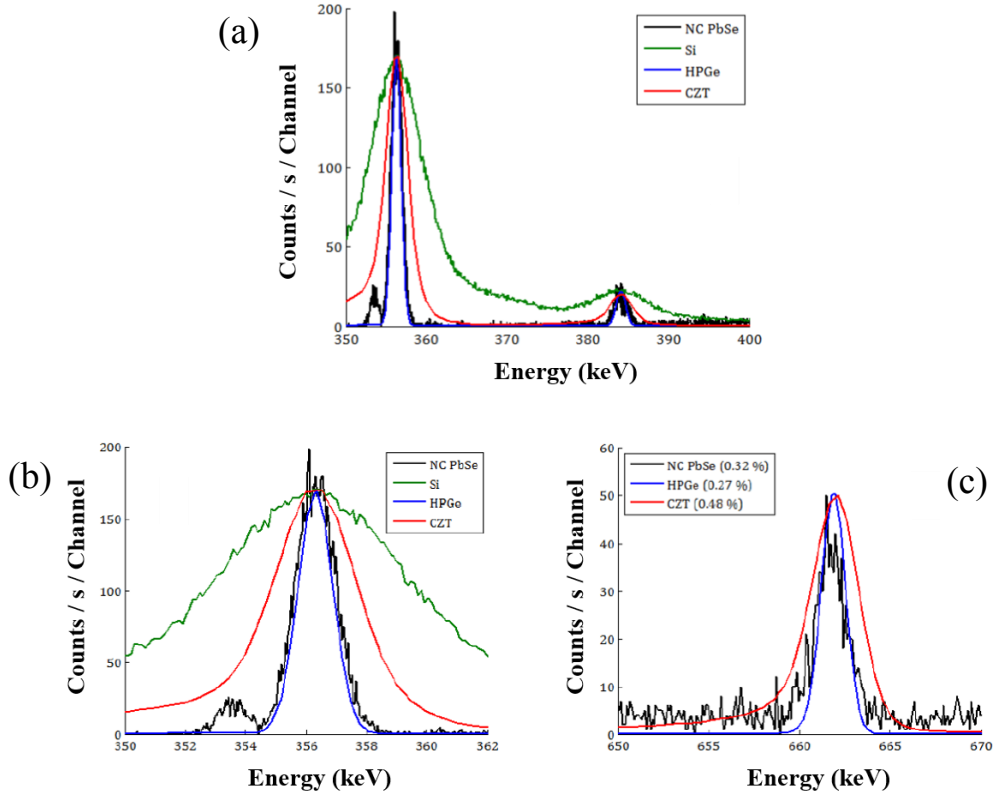 (a)
200
150
100
50
0
350 360 370 380 390 400
Counts / s / Channel
Energy (keV)
NC PbSe
Si
HPGe
CZT
(b)
200
150
100
50
0
350 352 354 356 358 360 362
Counts / s / Channel
Energy (keV)
NC PbSe
Si
HPGe
CZT
(c)
60
50
40
30
20
10
0
650 655 660 665 670
Counts / s / Channel
Energy (keV)
NC PbSe (0.32 %)
HPGe (0.27 %)
CZT (0.48 %)